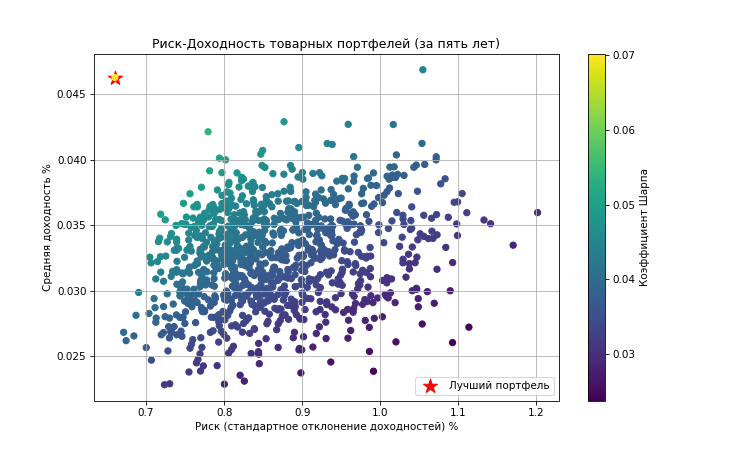 Риск-Доходность товарных портфелей (за пять лет)
Средняя доходность %
0.045
0.040
0.035
0.030
0.025
0.7 0.8 0.9 1.0 1.1 1.2
Риск (стандартное отклонение доходностей) %
Лучший портфель
0.07
0.06
0.05
0.04
0.03
Коэффициент Шарпа